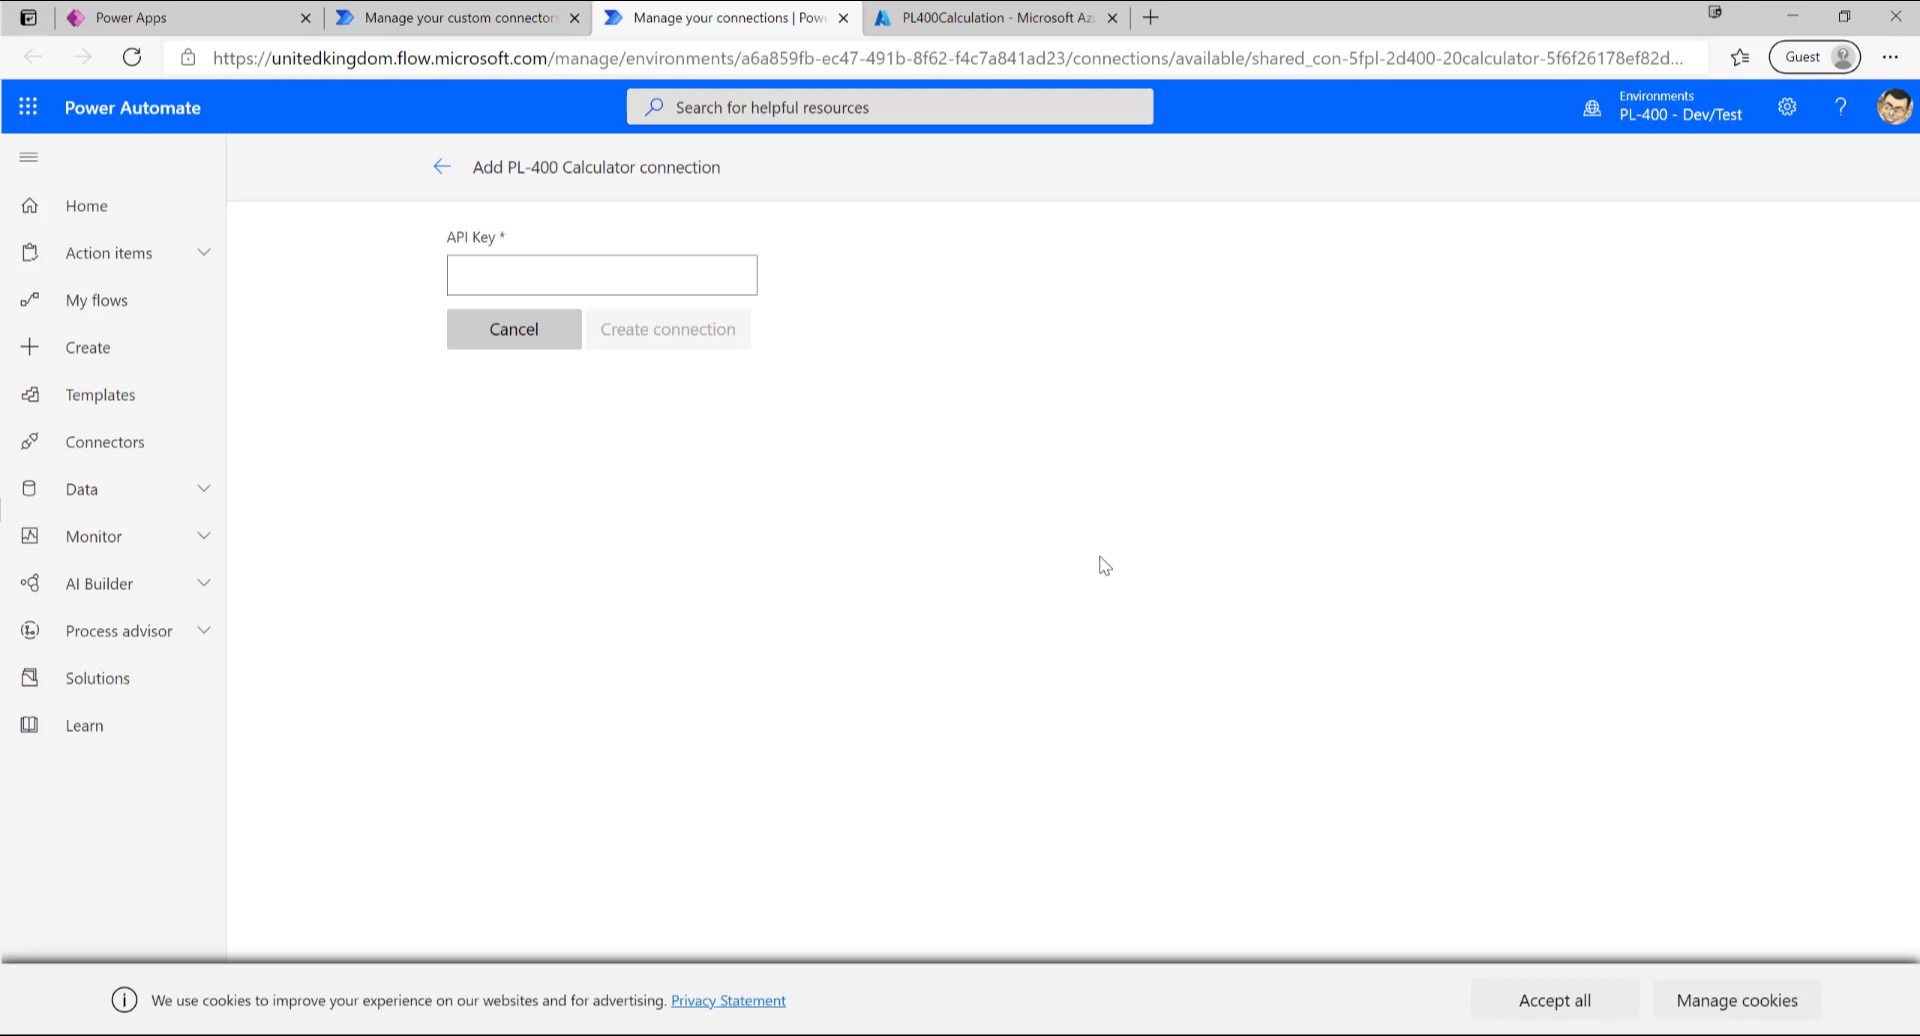 Power Apps
Manage your custom connector
Manage your connections | Pow
PL400Calculation - Microsoft Az
https://unitedkingdom.flow.microsoft.com/manage/environments/a6a859fb-ec47-491b-8f62-f4c7a841ad23/connections/available/shared_con-5fpl-2d400-20calculator-5f6f26178ef82d...
Guest
Power Automate
Search for helpful resources
Environments
PL-400 - Dev/Test
Add PL-400 Calculator connection
Home
Action items
My flows
Create
Templates
Connectors
Data
Monitor
AI Builder
Process advisor
Solutions
Learn
API Key *
Cancel
Create connection
We use cookies to improve your experience on our websites and for advertising. Privacy Statement
Accept all
Manage cookies